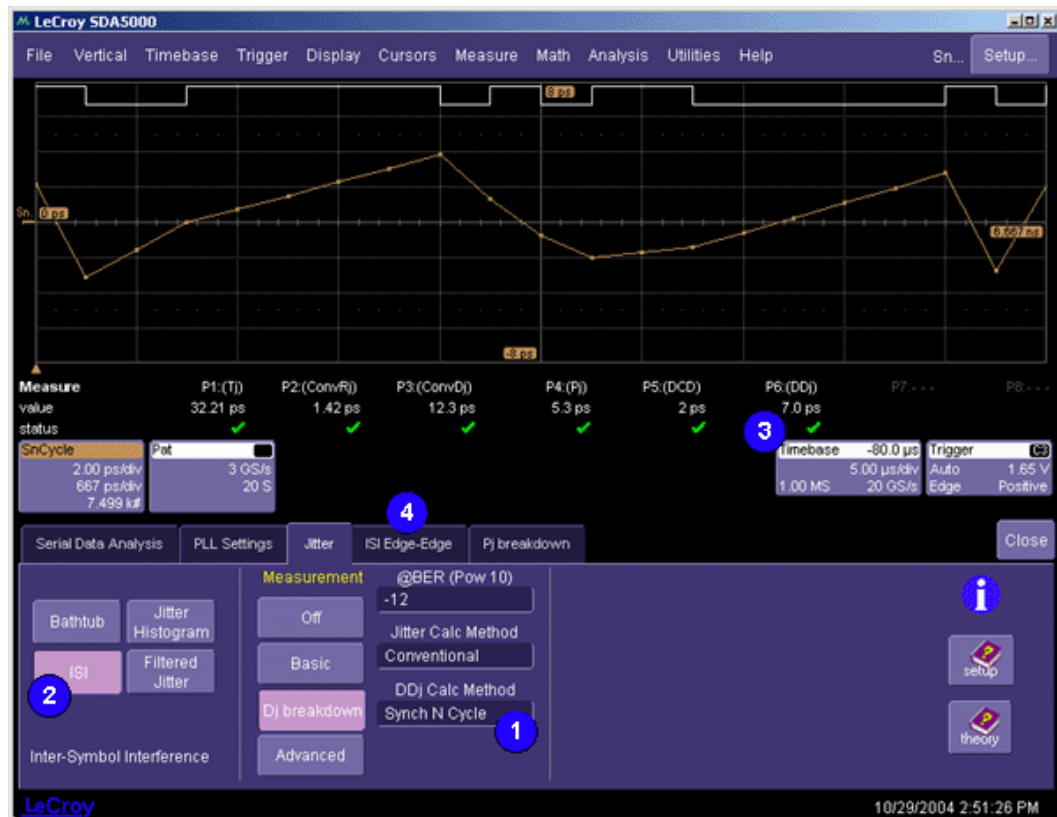 LeCroy SDA5000
File Vertical Timebase Trigger Display Cursors Measure Math Analysis Utilities Help Sn... Setup...
8 ps
Sn. 0 ps
6.667 ns
-8 ps
Measure P1:(Tj) P2:(ConvRj) P3:(ConvDj) P4:(Pj) P5:(DCD) P6:(DDj) P7:--- P8:---
value 32.21 ps 1.42 ps 12.3 ps 5.3 ps 2 ps 7.0 ps
status
3
SnCycle Pat Timebase -80.0 µs Trigger C3
2.00 ps/div 3 GS/s 5.00 µs/div Auto 1.65 V
667 ps/div 20 S 1.00 MS 20 GS/s Edge Positive
7.499 k#
4
Serial Data Analysis PLL Settings Jitter ISI Edge-Edge Pj breakdown Close
Measurement @BER (Pow 10)
-12
Bathtub Jitter Histogram Off
Jitter Calc Method
ISI Filtered Jitter Basic Conventional
2
DDj Calc Method
Dj breakdown Synch N Cycle
1
Inter-Symbol Interference Advanced
i
setup
theory
LeCroy 10/29/2004 2:51:26 PM